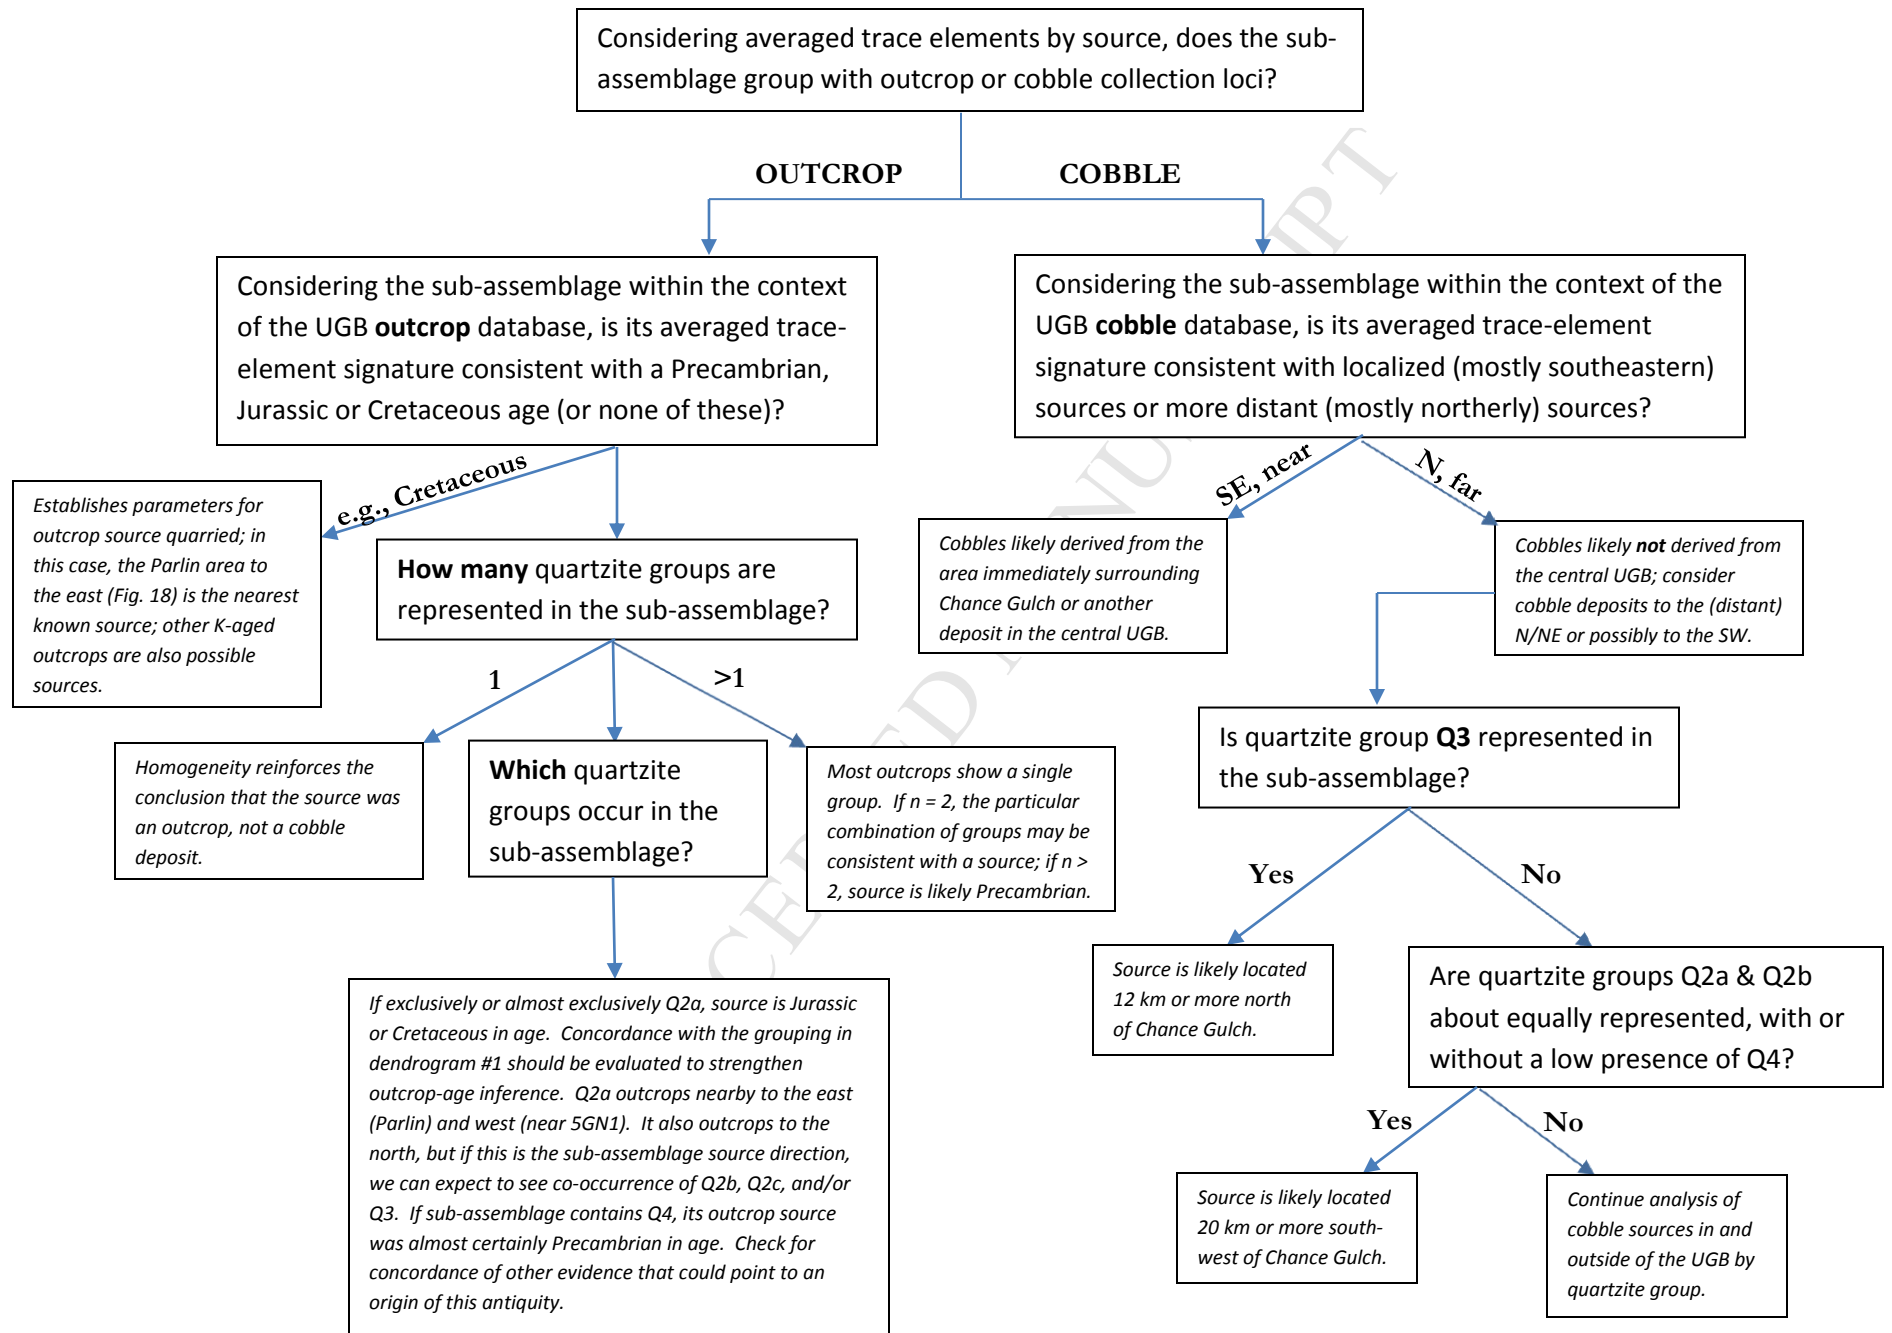 Considering averaged trace elements by source, does the sub-
assemblage group with outcrop or cobble collection loci?
OUTCROP
COBBLE
Considering the sub-assemblage within the context
of the UGB outcrop database, is its averaged trace-
element signature consistent with a Precambrian,
Jurassic or Cretaceous age (or none of these)?
Considering the sub-assemblage within the context of the
UGB cobble database, is its averaged trace-element
signature consistent with localized (mostly southeastern)
sources or more distant (mostly northerly) sources?
e.g., Cretaceous
SE, near
N, far
Establishes parameters for
outcrop source quarried; in
this case, the Parlin area to
the east (Fig. 18) is the nearest
known source; other K-aged
outcrops are also possible
sources.
How many quartzite groups are
represented in the sub-assemblage?
Cobbles likely derived from the
area immediately surrounding
Chance Gulch or another
deposit in the central UGB.
Cobbles likely not derived from
the central UGB; consider
cobble deposits to the (distant)
N/NE or possibly to the SW.
1
>1
Homogeneity reinforces the
conclusion that the source was
an outcrop, not a cobble
deposit.
Which quartzite
groups occur in the
sub-assemblage?
Most outcrops show a single
group. If n = 2, the particular
combination of groups may be
consistent with a source; if n >
2, source is likely Precambrian.
Is quartzite group Q3 represented in
the sub-assemblage?
Yes
No
If exclusively or almost exclusively Q2a, source is Jurassic
or Cretaceous in age. Concordance with the grouping in
dendrogram #1 should be evaluated to strengthen
outcrop-age inference. Q2a outcrops nearby to the east
(Parlin) and west (near 5GN1). It also outcrops to the
north, but if this is the sub-assemblage source direction,
we can expect to see co-occurrence of Q2b, Q2c, and/or
Q3. If sub-assemblage contains Q4, its outcrop source
was almost certainly Precambrian in age. Check for
concordance of other evidence that could point to an
origin of this antiquity.
Source is likely located
12 km or more north
of Chance Gulch.
Are quartzite groups Q2a & Q2b
about equally represented, with or
without a low presence of Q4?
Yes
No
Source is likely located
20 km or more south-
west of Chance Gulch.
Continue analysis of
cobble sources in and
outside of the UGB by
quartzite group.